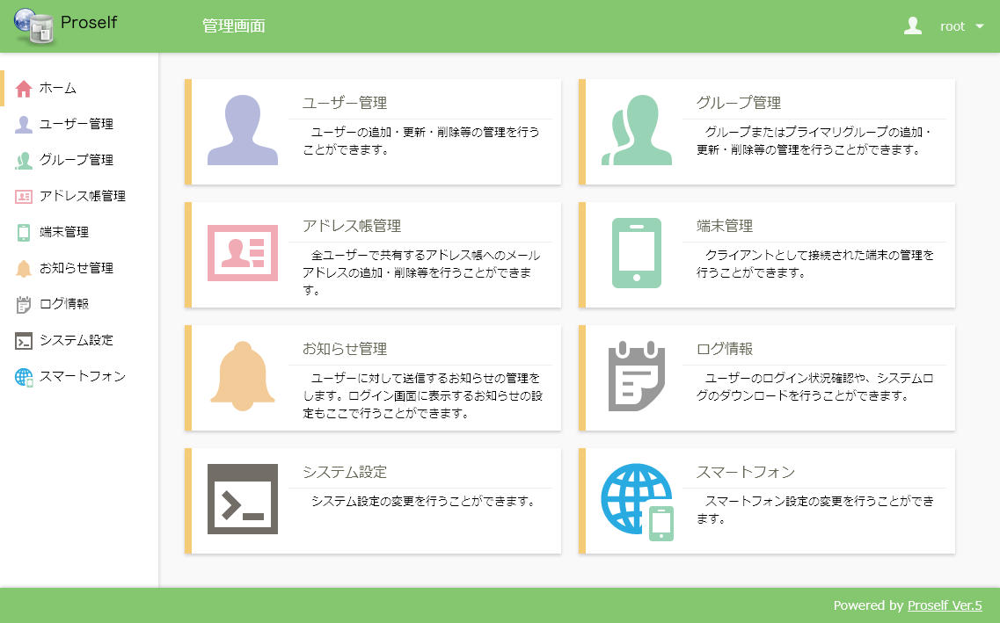 Proself
管理画面
root
ホーム
ユーザー管理
グループ管理
アドレス帳管理
端末管理
お知らせ管理
ログ情報
システム設定
スマートフォン
ユーザー管理
ユーザーの追加・更新・削除等の管理を行う
ことができます。
グループ管理
グループまたはプライマリグループの追加・
更新・削除等の管理を行うことができます。
アドレス帳管理
全ユーザーで共有するアドレス帳へのメール
アドレスの追加・削除等を行うことができま
す。
端末管理
クライアントとして接続された端末の管理を
行うことができます。
お知らせ管理
ユーザーに対して送信するお知らせの管理を
します。ログイン画面に表示するお知らせの設
定もここで行うことができます。
ログ情報
ユーザーのログイン状況確認や、システムロ
グのダウンロードを行うことができます。
システム設定
システム設定の変更を行うことができます。
スマートフォン
スマートフォン設定の変更を行うことができ
ます。
Powered by Proself Ver.5